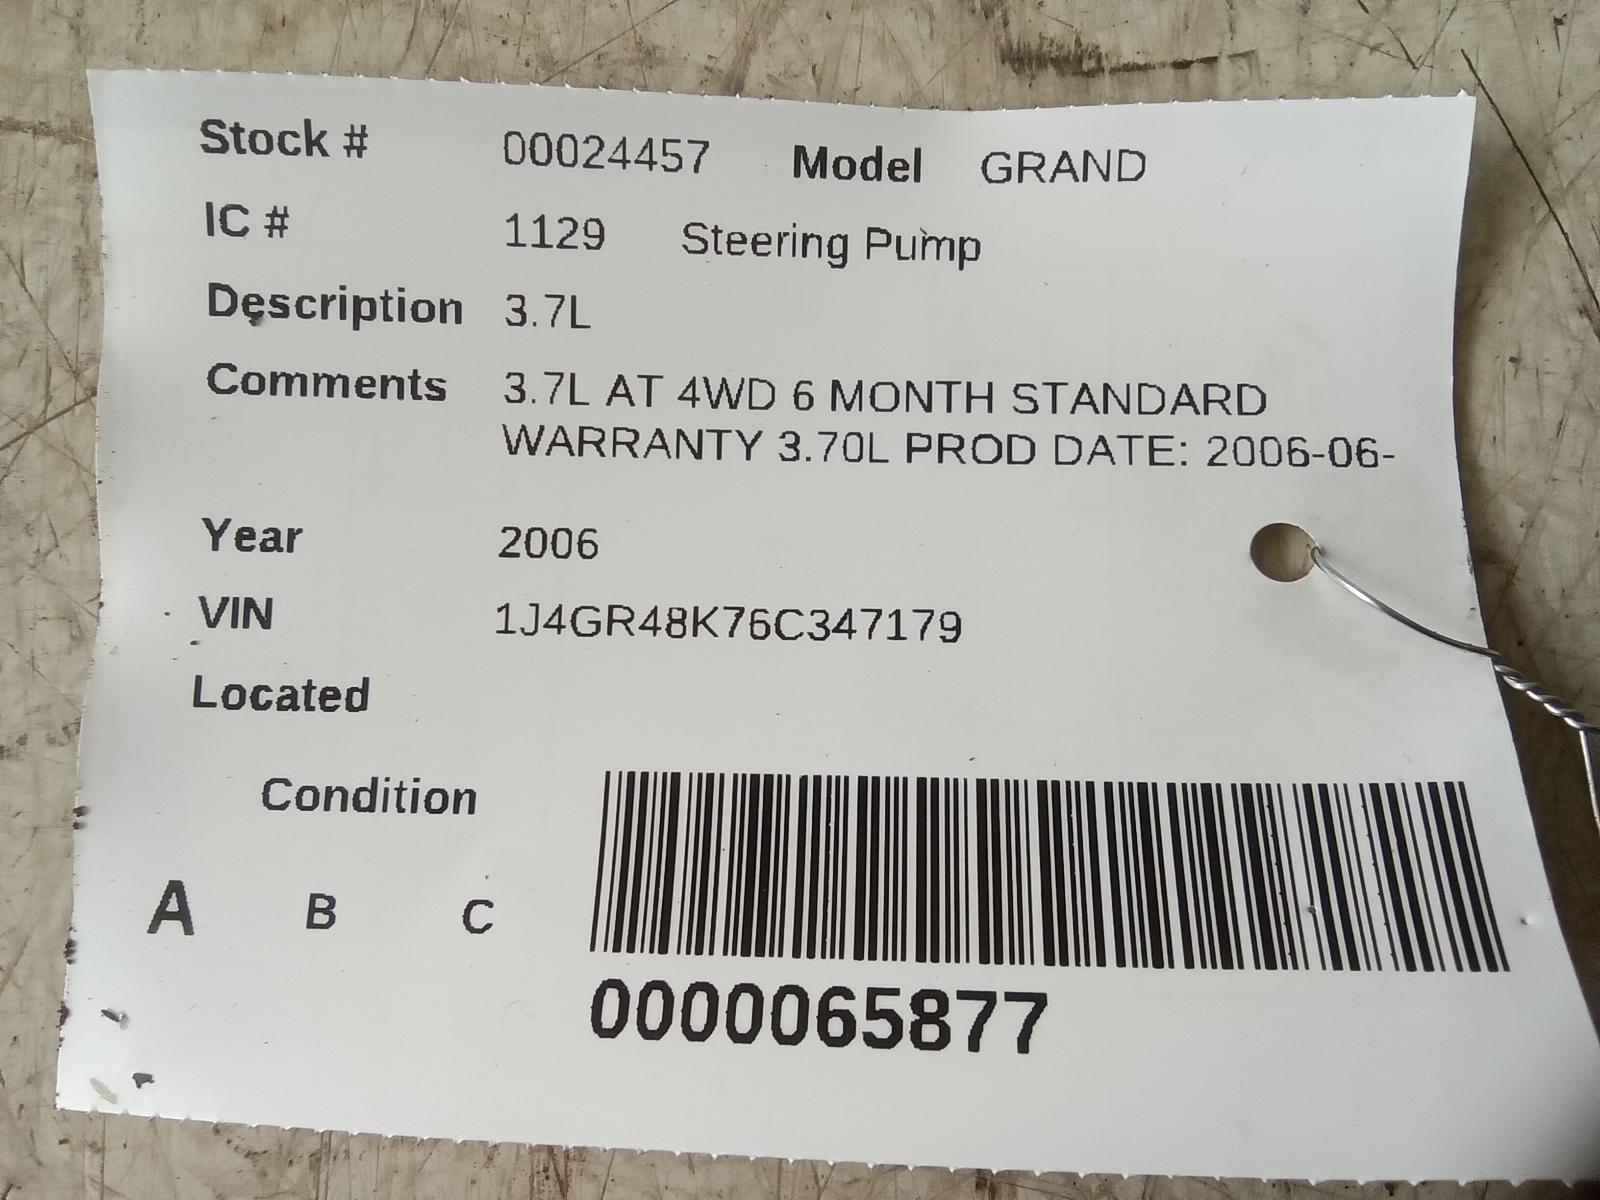 Stock # 00024457 Model GRAND
IC # 1129 Steering Pump
Description 3.7L
Comments 3.7L AT 4WD 6 MONTH STANDARD
WARRANTY 3.70L PROD DATE: 2006-06-
Year 2006
VIN 1J4GR48K76C347179
Located
Condition
A B C
0000065877